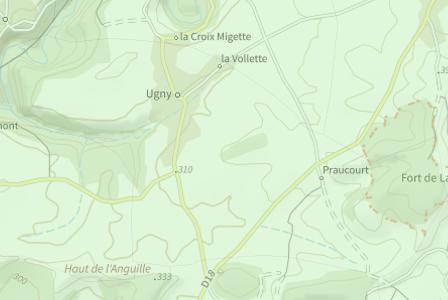 la Croix Migette
la Vollette
Ugny
mont
310
Praucourt
Fort de La
Haut de l'Anguille
333
300
D18